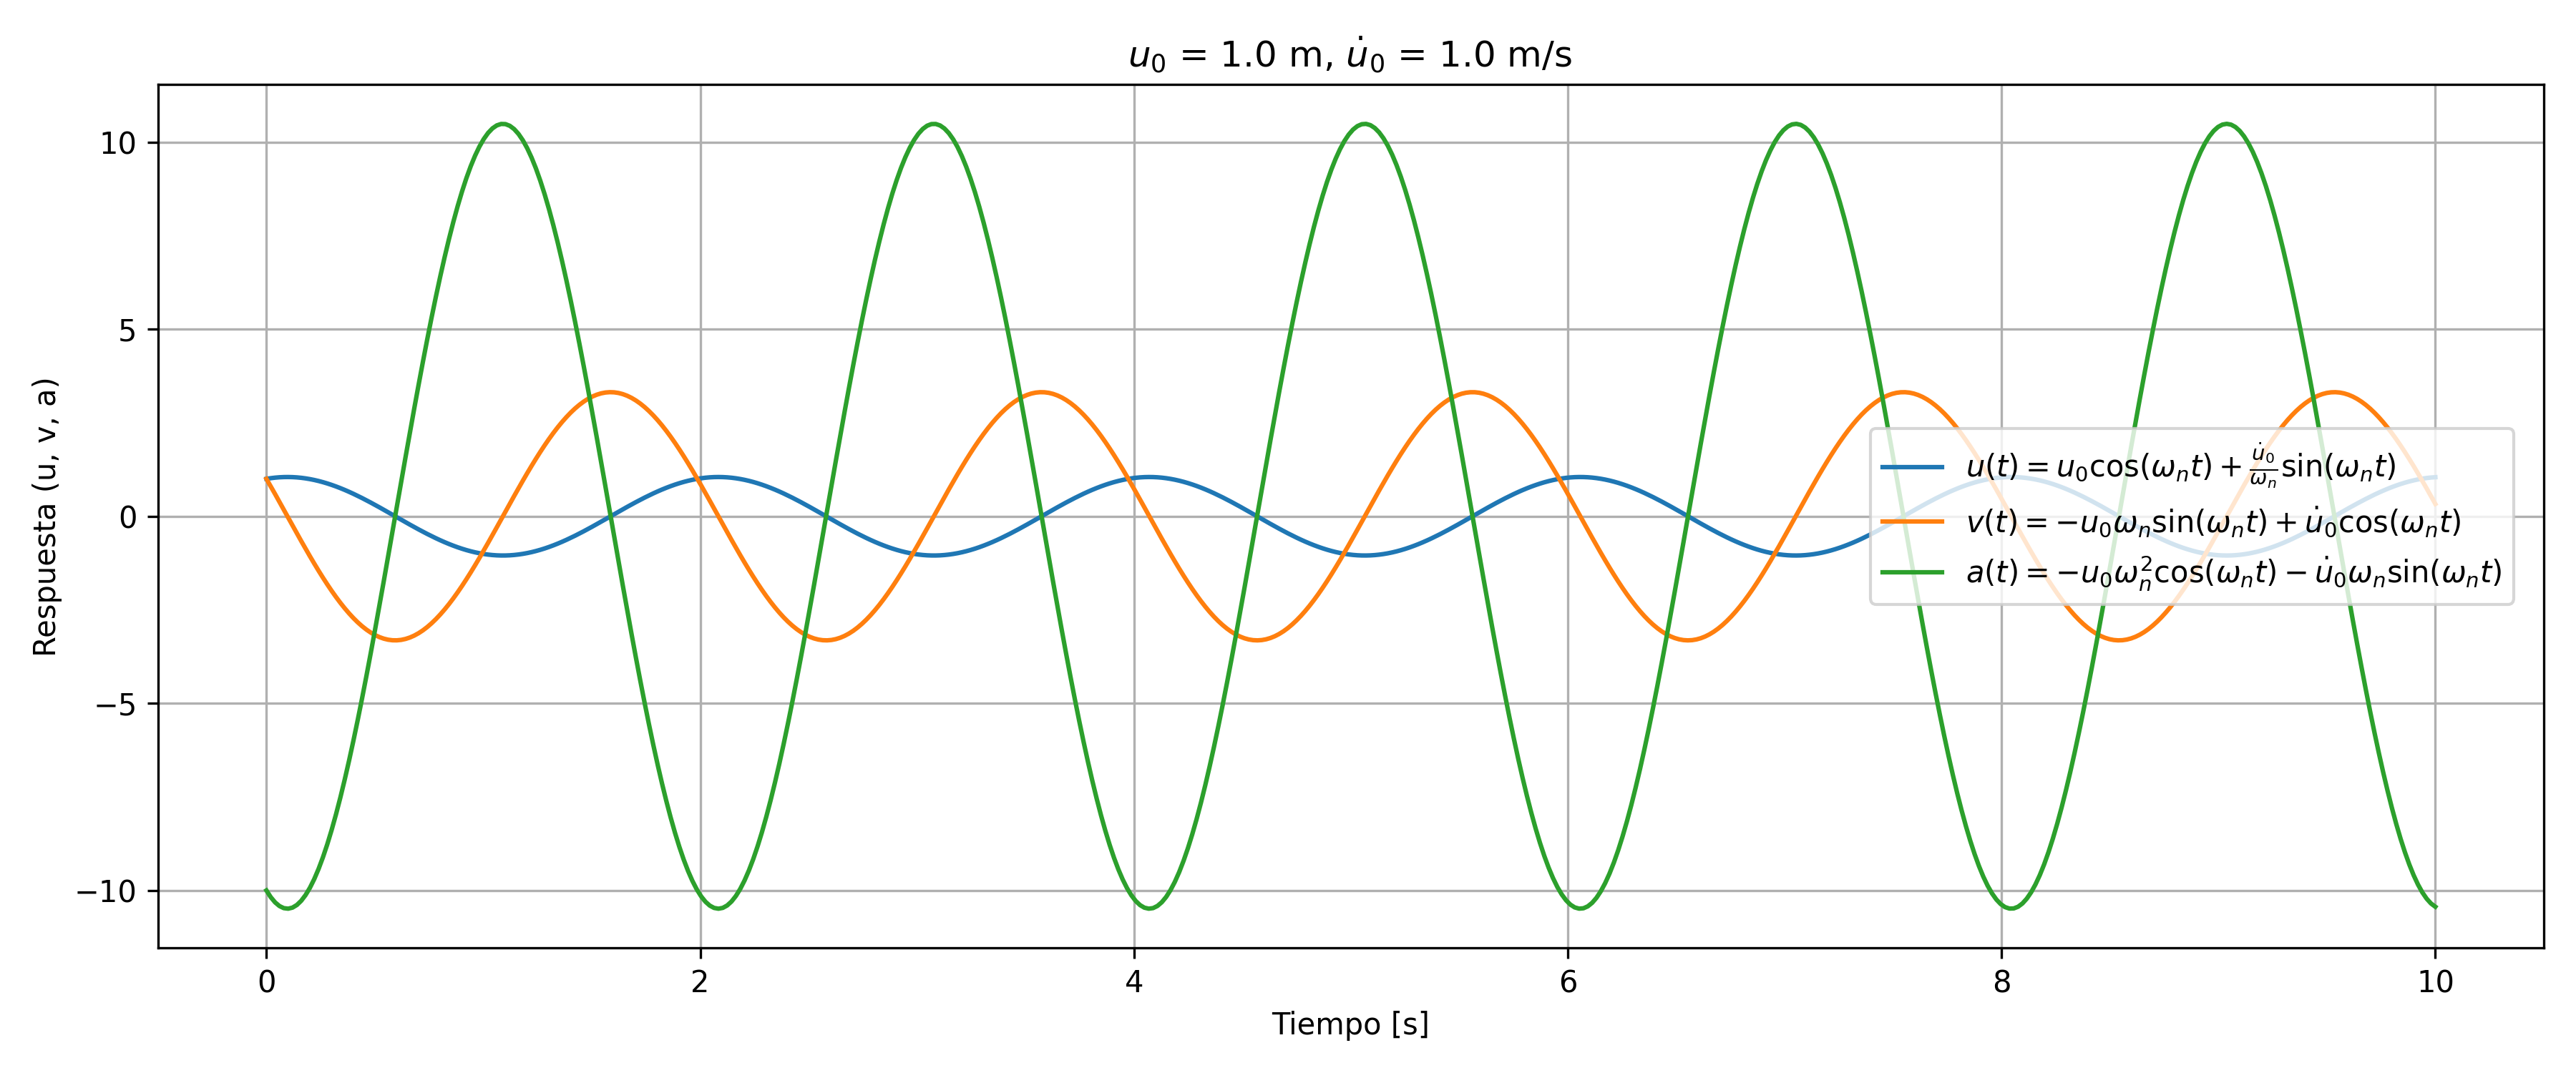 u₀ = 1.0 m, u̇₀ = 1.0 m/s
Respuesta (u, v, a)
10
5
0
−5
−10
u(t) = u₀cos(ωₙt) + u̇₀/ωₙ sin(ωₙt)
v(t) = −u₀ωₙsin(ωₙt) + u̇₀cos(ωₙt)
a(t) = −u₀ωₙ²cos(ωₙt) − u̇₀ωₙsin(ωₙt)
0 2 4 6 8 10
Tiempo [s]